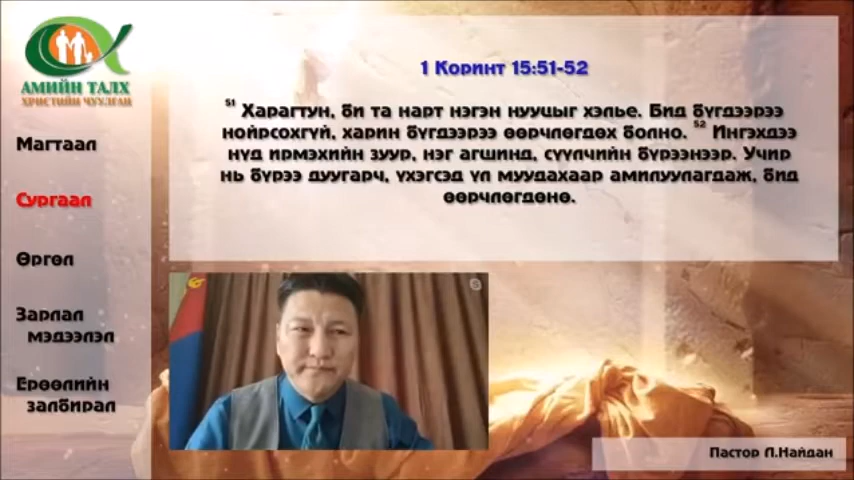 АМИЙН ТАЛХ
ХРИСТИЙН ЧУУЛГАН
Магтаал
Сургаал
Өргөл
Зарлал
мэдээлэл
Ерөөлийн
залбирал
1 Коринт 15:51-52
51 Харагтун, би та нарт нэгэн нууцыг хэлье. Бид бүгдээрээ
нойрсохгүй, харин бүгдээрээ өөрчлөгдөх болно. 52 Ингэхдээ
нүд ирмэхийн зуур, нэг агшинд, сүүлчийн бүрээнээр. Учир
нь бүрээ дуугарч, үхэгсэд үл муудахаар амилуулагдаж, бид
өөрчлөгдөнө.
Пастор Л.Найдан